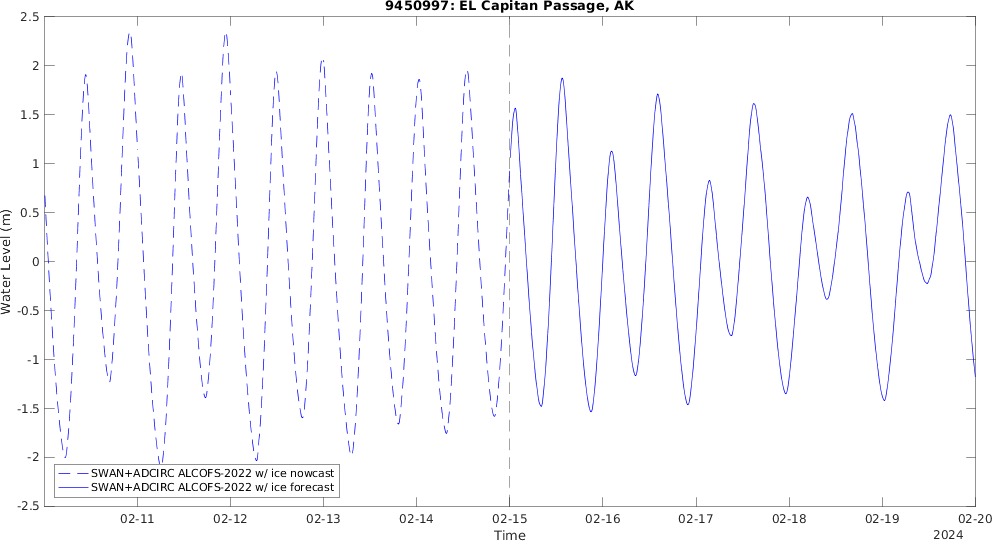 9450997: EL Capitan Passage, AK
2.5
2
1.5
1
0.5
0
-0.5
-1
-1.5
-2
-2.5
Water Level (m)
SWAN+ADCIRC ALCOFS-2022 w/ ice nowcast
SWAN+ADCIRC ALCOFS-2022 w/ ice forecast
02-11 02-12 02-13 02-14 02-15 02-16 02-17 02-18 02-19 02-20
Time
2024